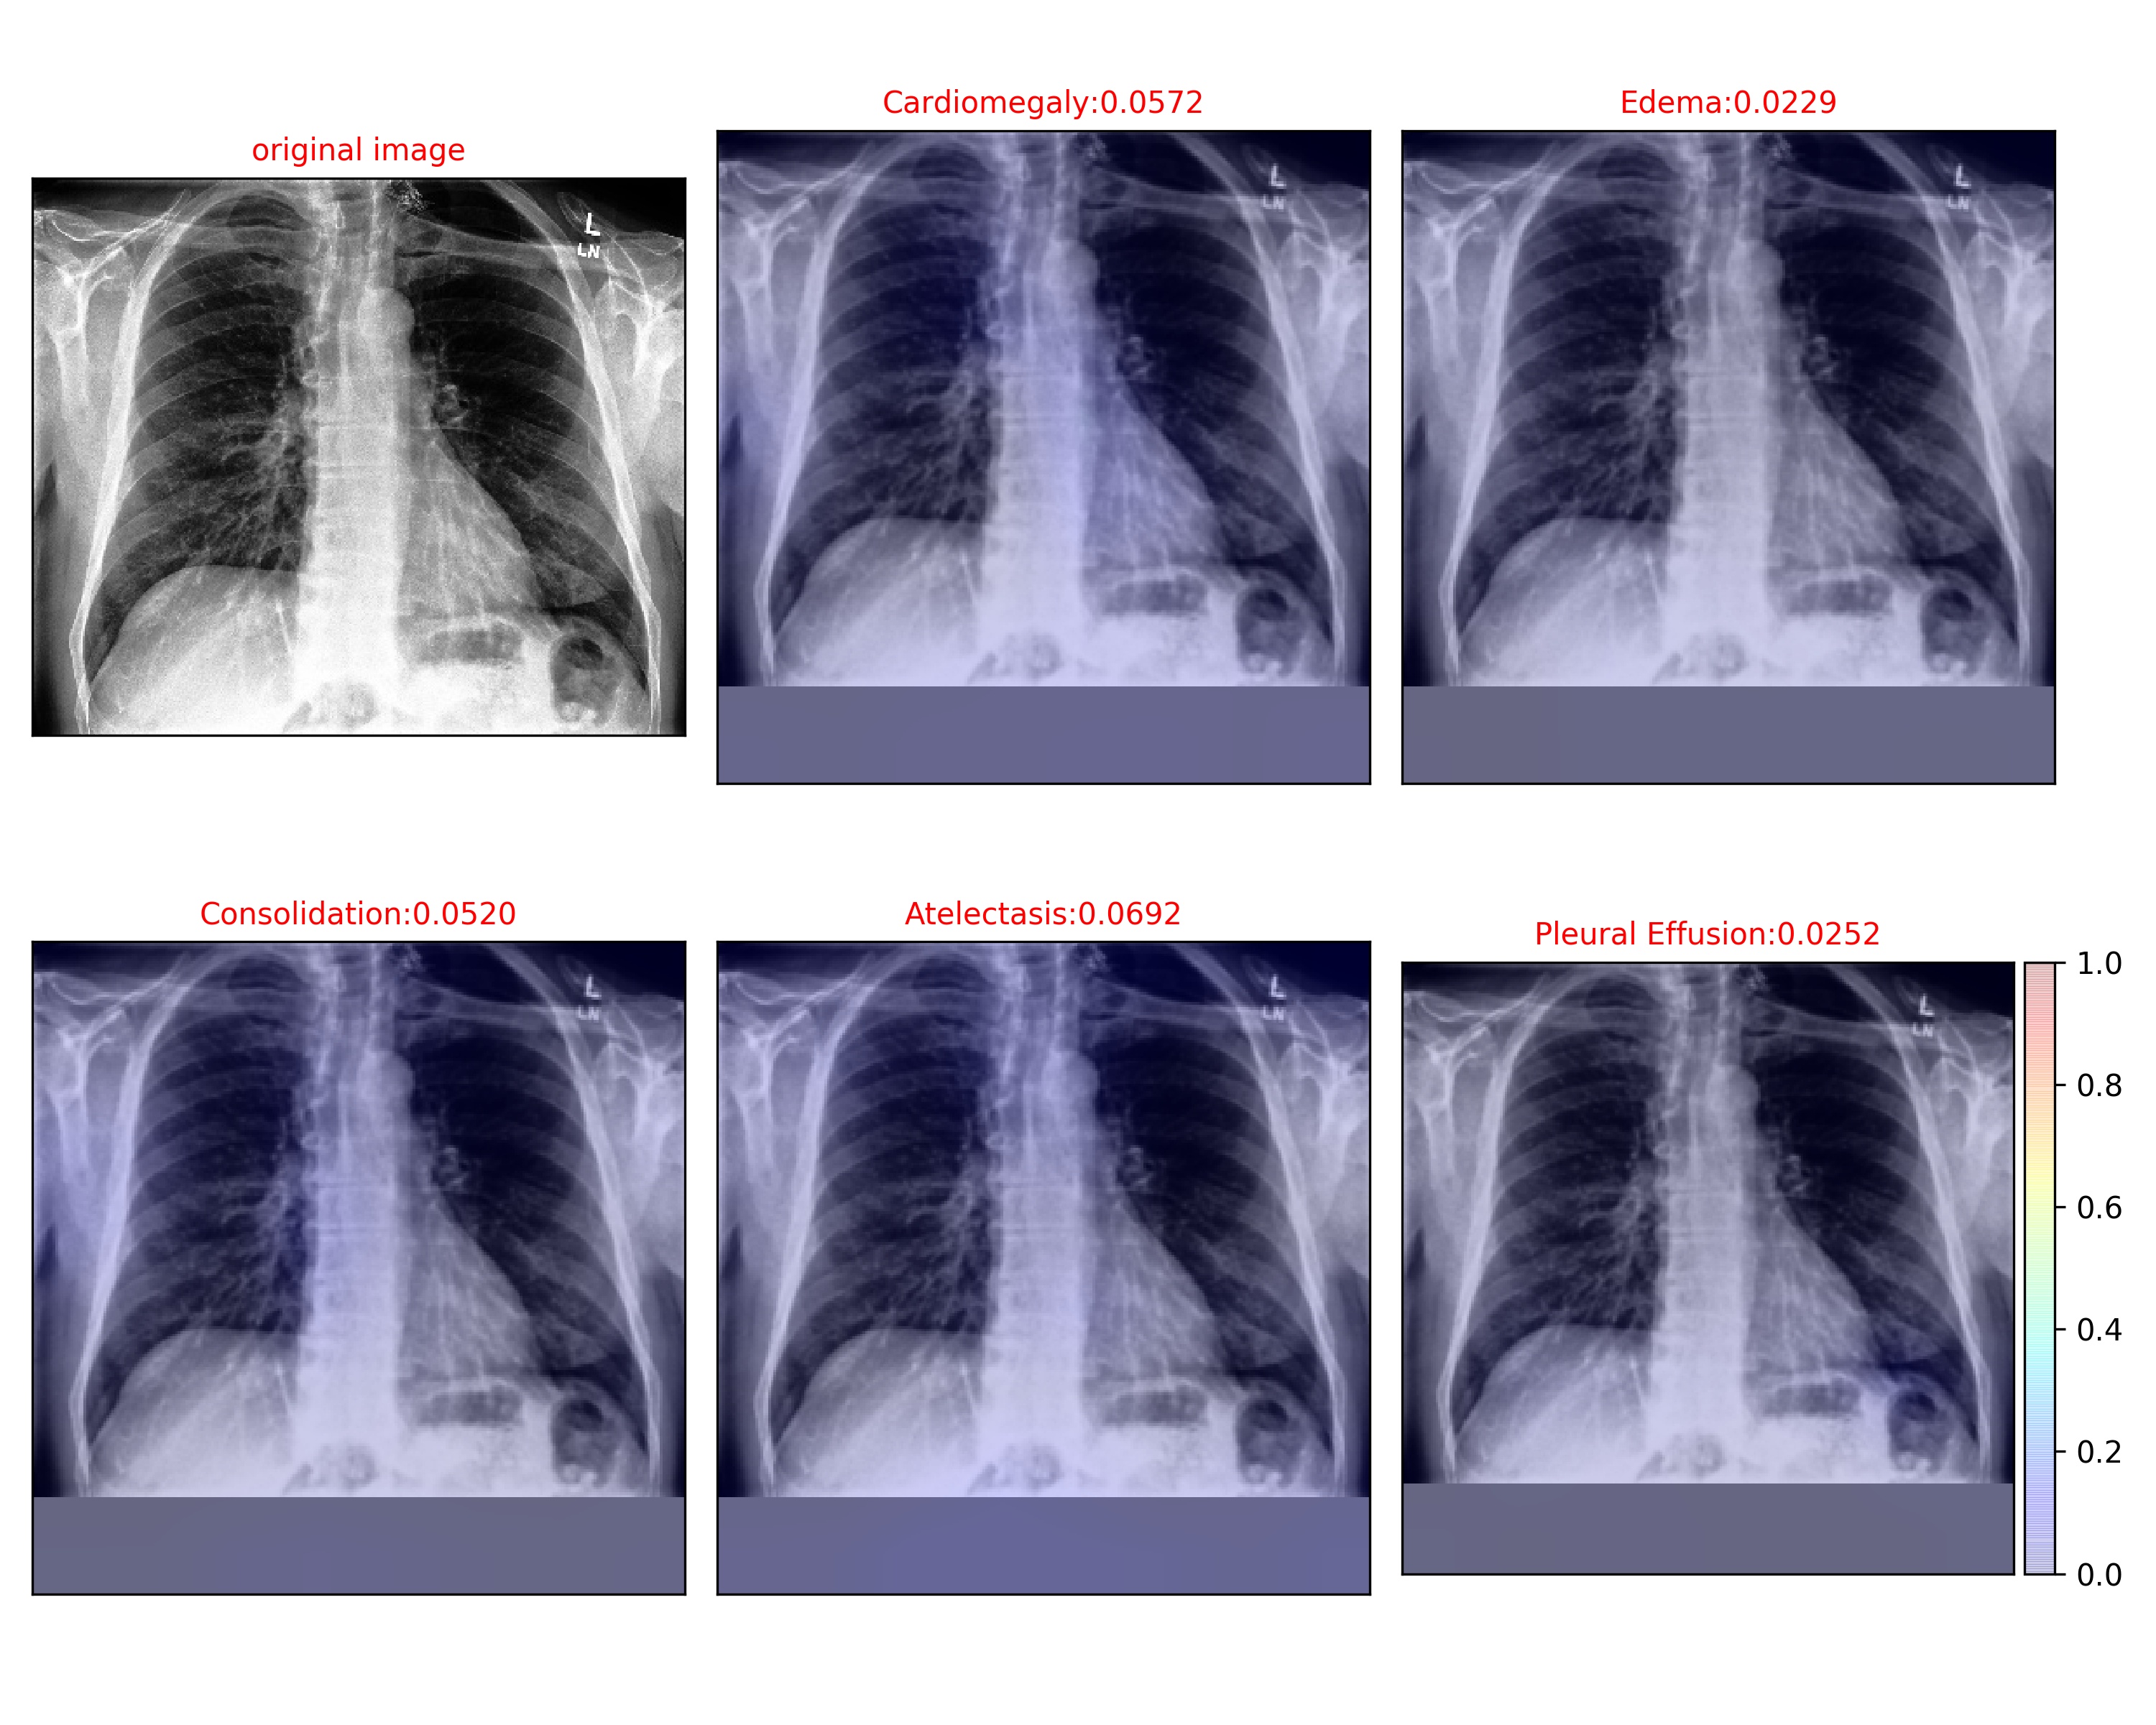 original image
L
LN
Cardiomegaly:0.0572
L
LN
Edema:0.0229
L
LN
Consolidation:0.0520
L
LN
Atelectasis:0.0692
L
LN
Pleural Effusion:0.0252
L
LN
1.0
0.8
0.6
0.4
0.2
0.0